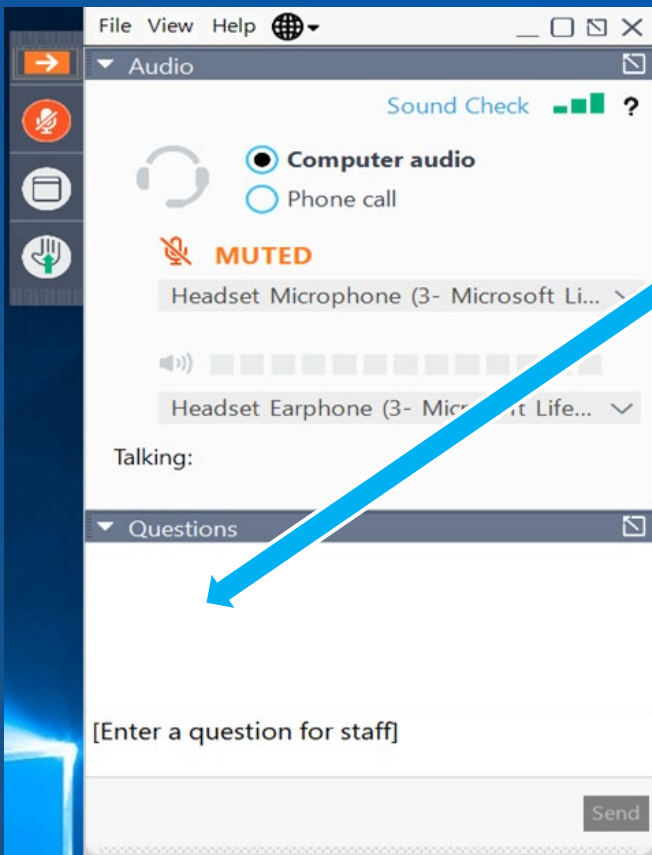 File View Help
Audio
Sound Check ?
Computer audio
Phone call
MUTED
Headset Microphone (3- Microsoft Li...
Headset Earphone (3- Micr t Life...
Talking:
Questions
[Enter a question for staff]
Send